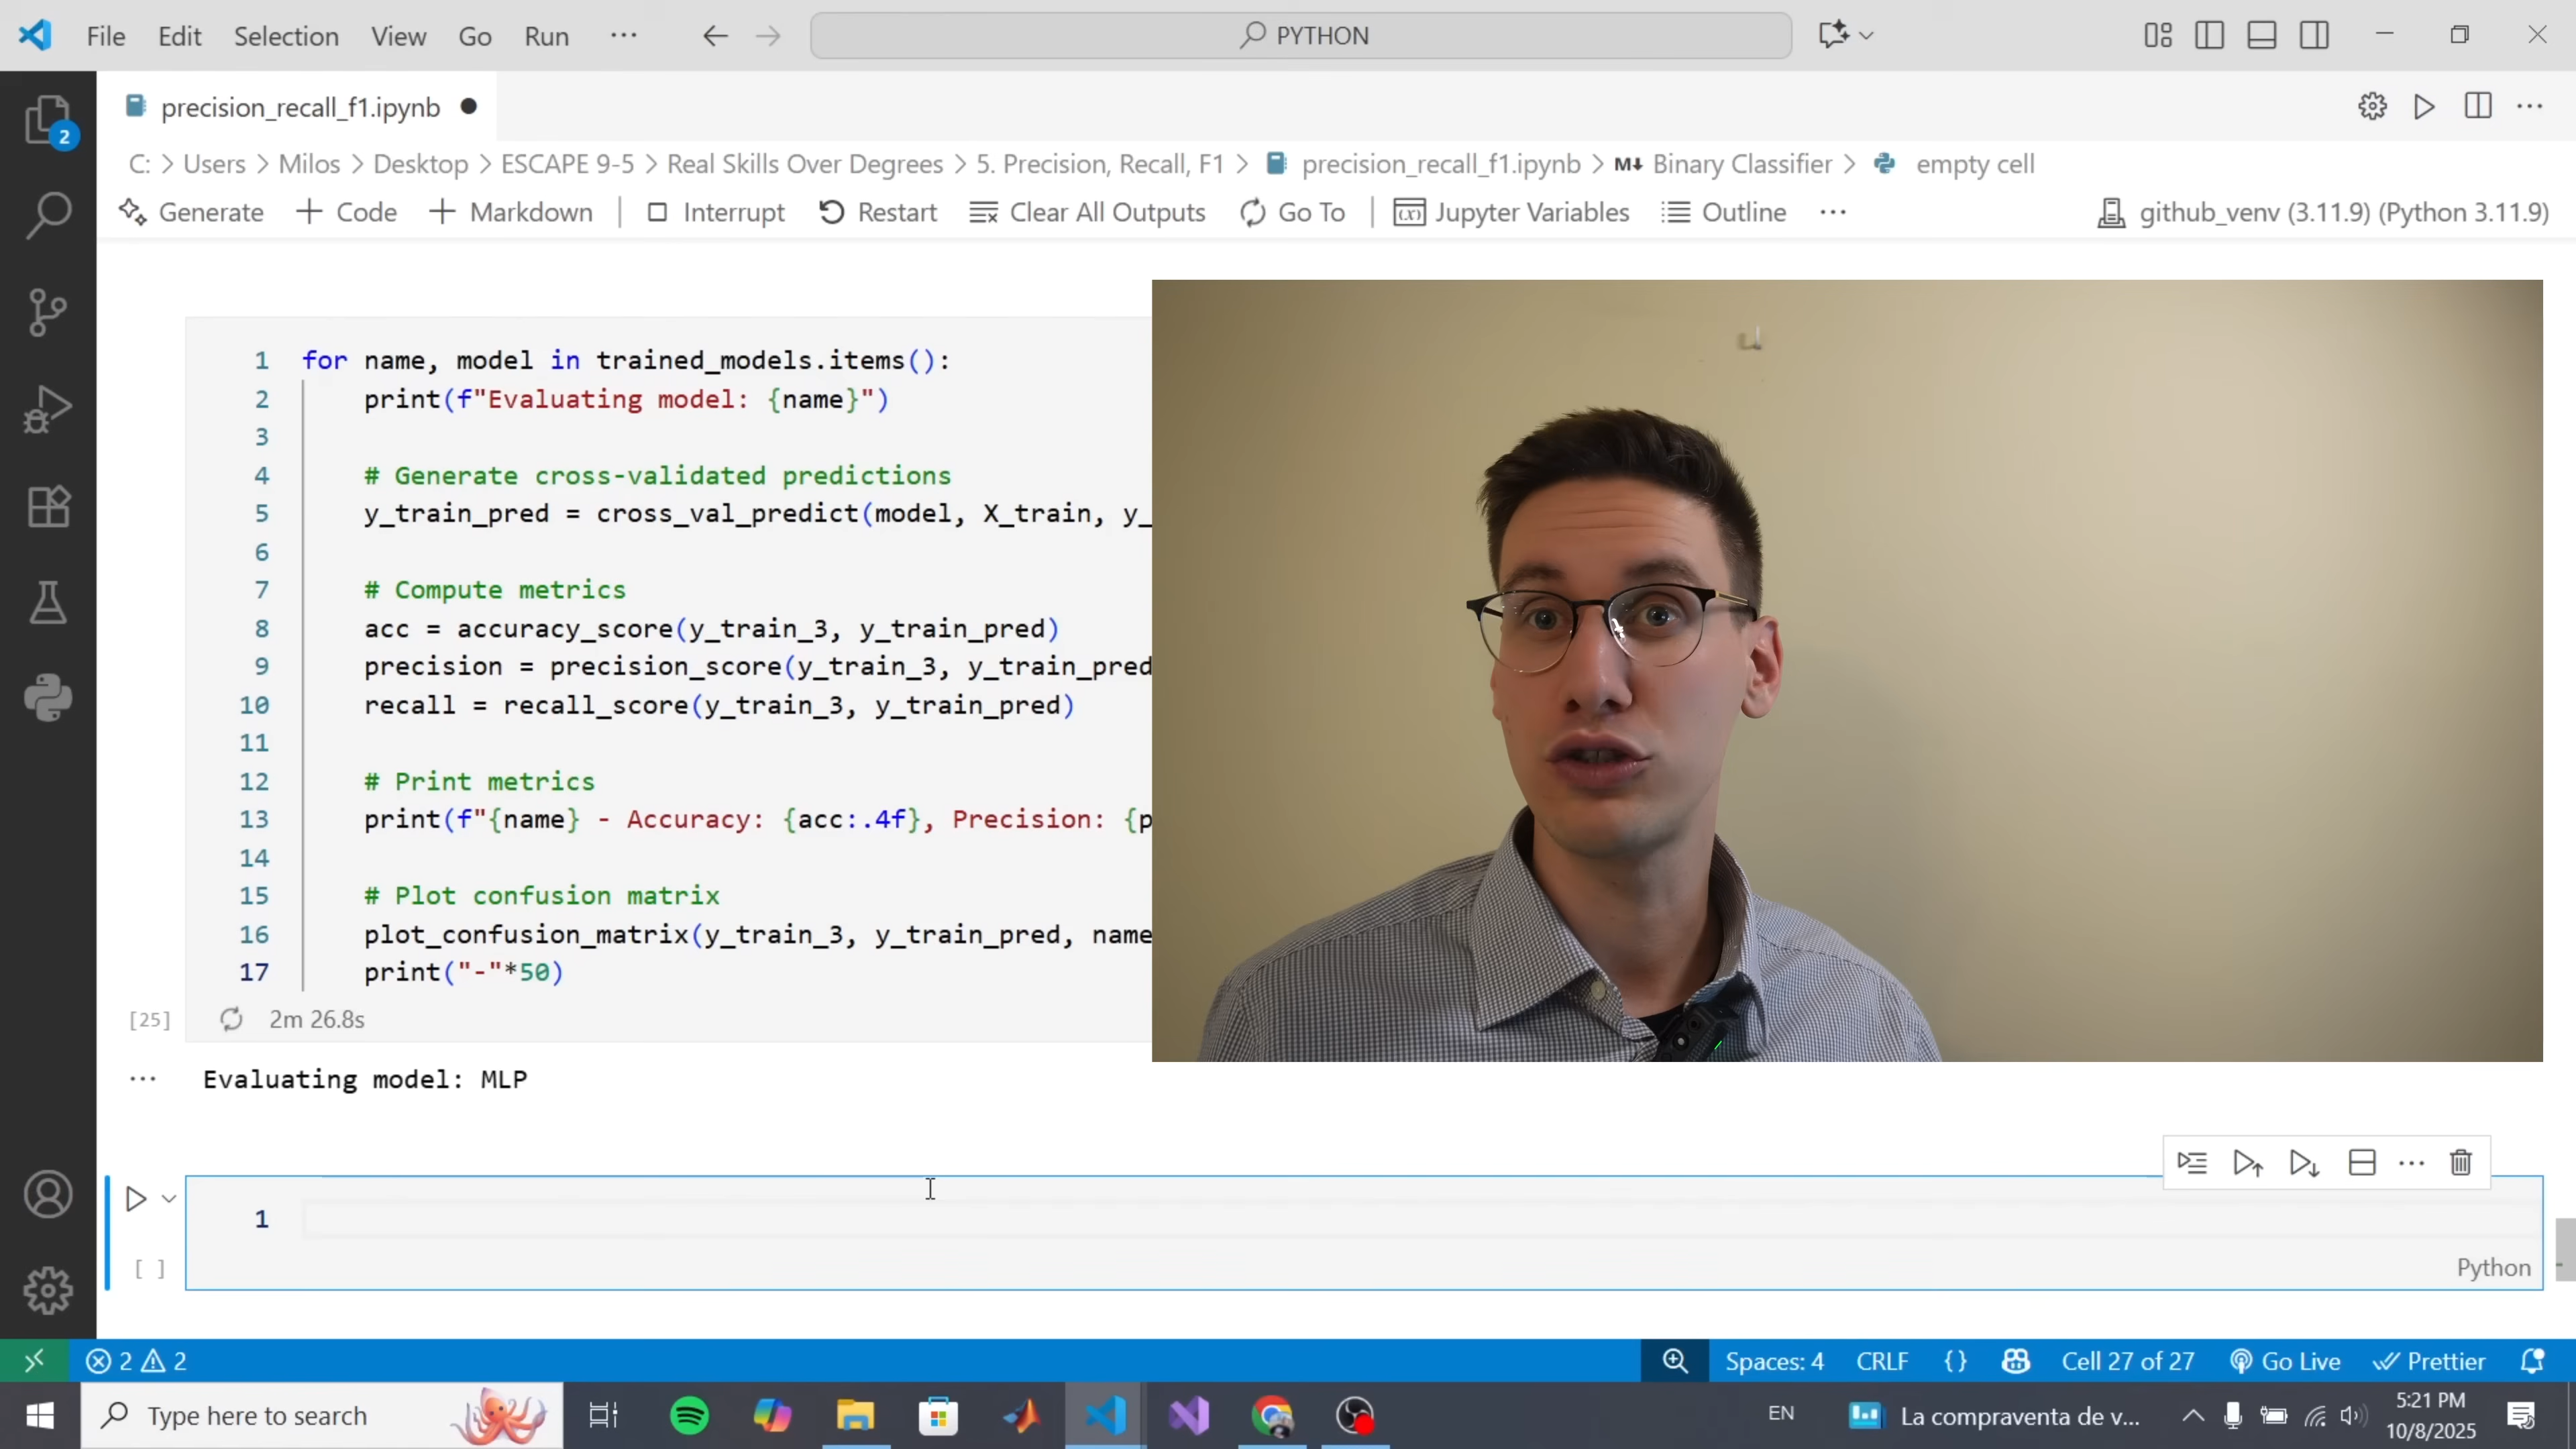 File Edit Selection View Go Run ··· PYTHON
precision_recall_f1.ipynb
2
C: > Users > Milos > Desktop > ESCAPE 9-5 > Real Skills Over Degrees > 5. Precision, Recall, F1 > precision_recall_f1.ipynb > M↓ Binary Classifier > empty cell
Generate + Code + Markdown | Interrupt Restart Clear All Outputs Go To | Jupyter Variables Outline ··· github_venv (3.11.9) (Python 3.11.9)
1 for name, model in trained_models.items():
2 print(f"Evaluating model: {name}")
3
4 # Generate cross-validated predictions
5 y_train_pred = cross_val_predict(model, X_train, y_
6
7 # Compute metrics
8 acc = accuracy_score(y_train_3, y_train_pred)
9 precision = precision_score(y_train_3, y_train_pred
10 recall = recall_score(y_train_3, y_train_pred)
11
12 # Print metrics
13 print(f"{name} - Accuracy: {acc:.4f}, Precision: {p
14
15 # Plot confusion matrix
16 plot_confusion_matrix(y_train_3, y_train_pred, name
17 print("-"*50)
[25] 2m 26.8s
··· Evaluating model: MLP
1
[ ] Python
2 2 Spaces: 4 CRLF {} Cell 27 of 27 Go Live Prettier
Type here to search EN La compraventa de v... 5:21 PM
10/8/2025